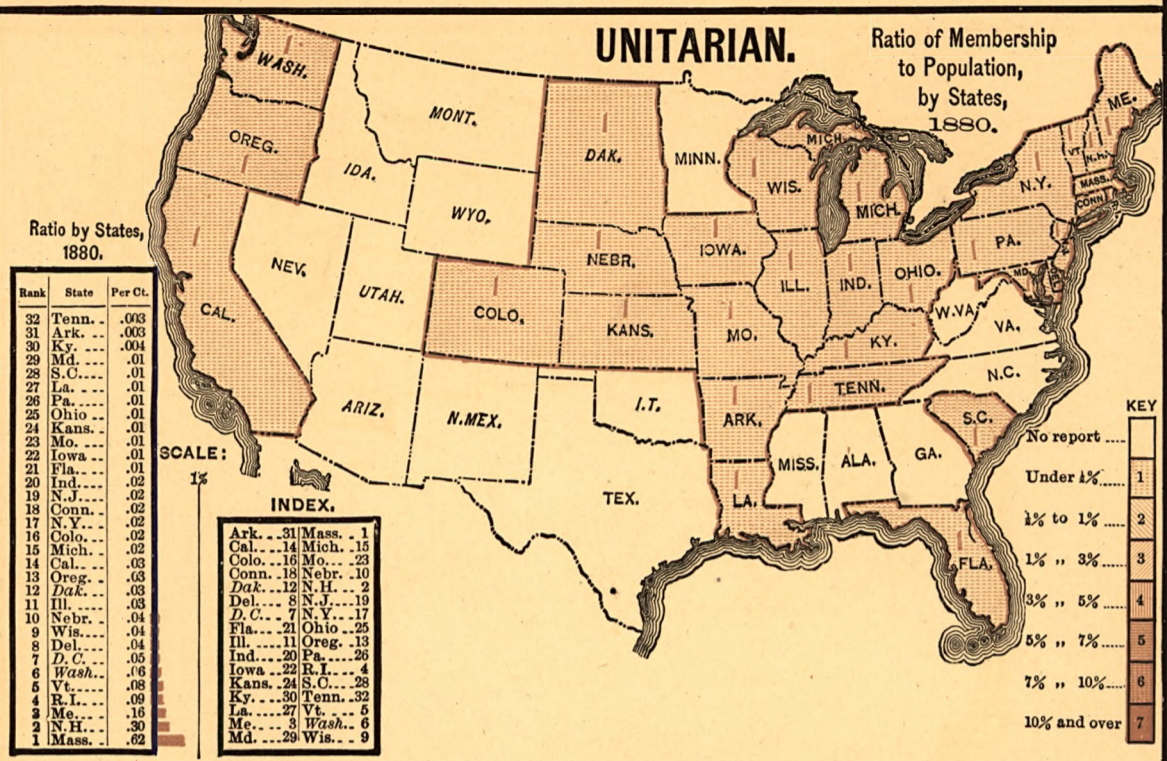 UNITARIAN.
Ratio of Membership
to Population,
by States,
1880.
WASH.
OREG.
CAL.
NEV.
IDA.
MONT.
WYO.
UTAH.
COLO.
ARIZ.
N.MEX.
DAK.
NEBR.
KANS.
I.T.
TEX.
MINN.
IOWA.
MO.
ARK.
LA.
WIS.
MICH.
MICH.
ILL.
IND.
OHIO.
KY.
TENN.
MISS.
ALA.
GA.
FLA.
S.C.
N.C.
VA.
W.VA
MD.
PA.
N.Y.
VT.
N.H.
MASS.
CONN
ME.
Ratio by States,
1880.
Rank State Per Ct.
32 Tenn. .003
31 Ark. .003
30 Ky. .004
29 Md. .01
28 S.C. .01
27 La. .01
26 Pa. .01
25 Ohio .01
24 Kans. .01
23 Mo. .01
22 Iowa .01
21 Fla. .01
20 Ind. .02
19 N.J. .02
18 Conn. .02
17 N.Y. .02
16 Colo. .02
15 Mich. .02
14 Cal. .03
13 Oreg. .03
12 Dak. .03
11 Ill. .03
10 Nebr. .04
9 Wis. .04
8 Del. .04
7 D.C. .05
6 Wash. .06
5 Vt. .08
4 R.I. .09
3 Me. .16
2 N.H. .30
1 Mass. .62
SCALE:
1%
INDEX.
Ark. 31 Mass. 1
Cal. 14 Mich. 15
Colo. 16 Mo. 23
Conn. 18 Nebr. 10
Dak. 12 N.H. 2
Del. 8 N.J. 19
D.C. 7 N.Y. 17
Fla. 21 Ohio 25
Ill. 11 Oreg. 13
Ind. 20 Pa. 26
Iowa 22 R.I. 4
Kans. 24 S.C. 28
Ky. 30 Tenn. 32
La. 27 Vt. 5
Me. 3 Wash. 6
Md. 29 Wis. 9
KEY
No report
Under ½% 1
½% to 1% 2
1% „ 3% 3
3% „ 5% 4
5% „ 7% 5
7% „ 10% 6
10% and over 7